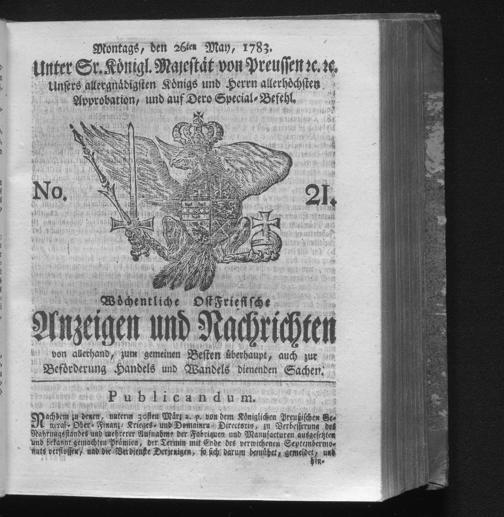 Montags, den 26sten May, 1783.
Unter Sr. Königl. Majestät von Preussen ꝛc. ꝛc.
Unsers allergnädigsten Königs und Herrn allerhöchsten
Approbation, und auf Dero Special-Befehl.
No. 21.
Wöchentliche OstFriesische
Anzeigen und Nachrichten
von allerhand, zum gemeinen Besten überhaupt, auch zur
Beförderung Handels und Wandels dienenden Sachen.
Publicandum.
Nachdem zu denen, unterm 30sten März a. p. von dem Königlichen Preußischen Ge-
neral-Ober-Finanz-Krieges- und Domainen-Directorio, zu Verbesserung des
Nahrungsstandes und mehrerer Aufnahme der Fabriquen und Manufacturen ausgesetzten
und bekannt gemachten Prämien, der Termin mit Ende des verwichenen Septembermo-
nats verflossen, und die Verdienste Derjenigen, so sich darum bemühet, gemeldet, und
hin-